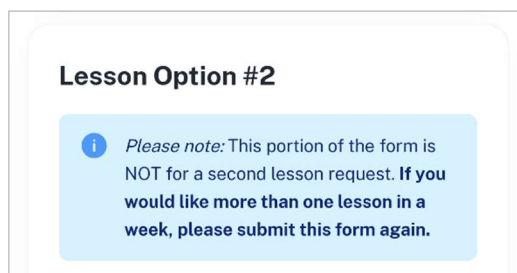 Lesson Option #2
i
Please note: This portion of the form is
NOT for a second lesson request. If you
would like more than one lesson in a
week, please submit this form again.